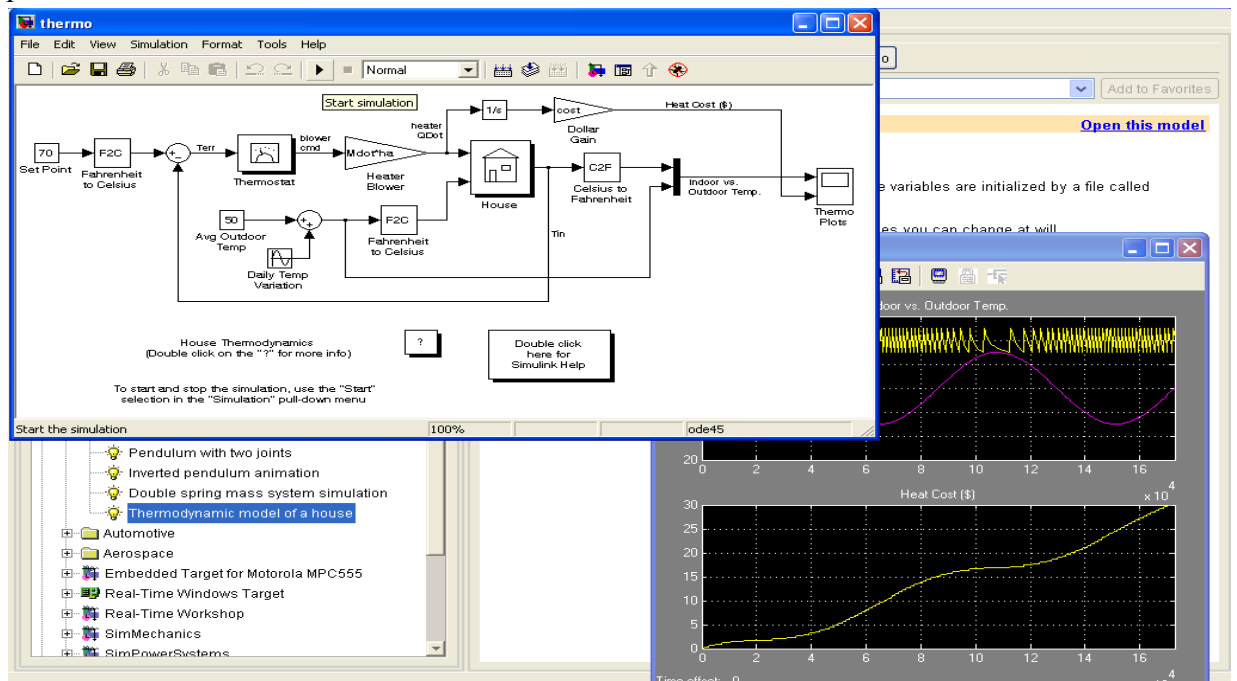 thermo
File Edit View Simulation Format Tools Help
Normal
Start simulation
1/s
cost
Heat Cost ($)
Dollar
Gain
heater
QDot
70
Set Point
F2C
Fahrenheit
to Celsius
Terr
Thermostat
blower
cmd
Mdot*ha
Heater
Blower
House
C2F
Celsius to
Fahrenheit
Indoor vs.
Outdoor Temp.
Thermo
Plots
50
Avg Outdoor
Temp
F2C
Fahrenheit
to Celsius
Daily Temp
Variation
Tin
House Thermodynamics
(Double click on the "?" for more info)
?
Double click
here for
Simulink Help
To start and stop the simulation, use the "Start"
selection in the "Simulation" pull-down menu
Start the simulation 100% ode45
Add to Favorites
Open this model
variables are initialized by a file called
you can change at will
vs. Outdoor Temp.
20
0 2 4 6 8 10 12 14 16
x 10 4
Heat Cost ($)
30
25
20
15
10
5
0
0 2 4 6 8 10 12 14 16
4
Time offset: 0
Pendulum with two joints
Inverted pendulum animation
Double spring mass system simulation
Thermodynamic model of a house
Automotive
Aerospace
Embedded Target for Motorola MPC555
Real-Time Windows Target
Real-Time Workshop
SimMechanics
SimPowerSystems